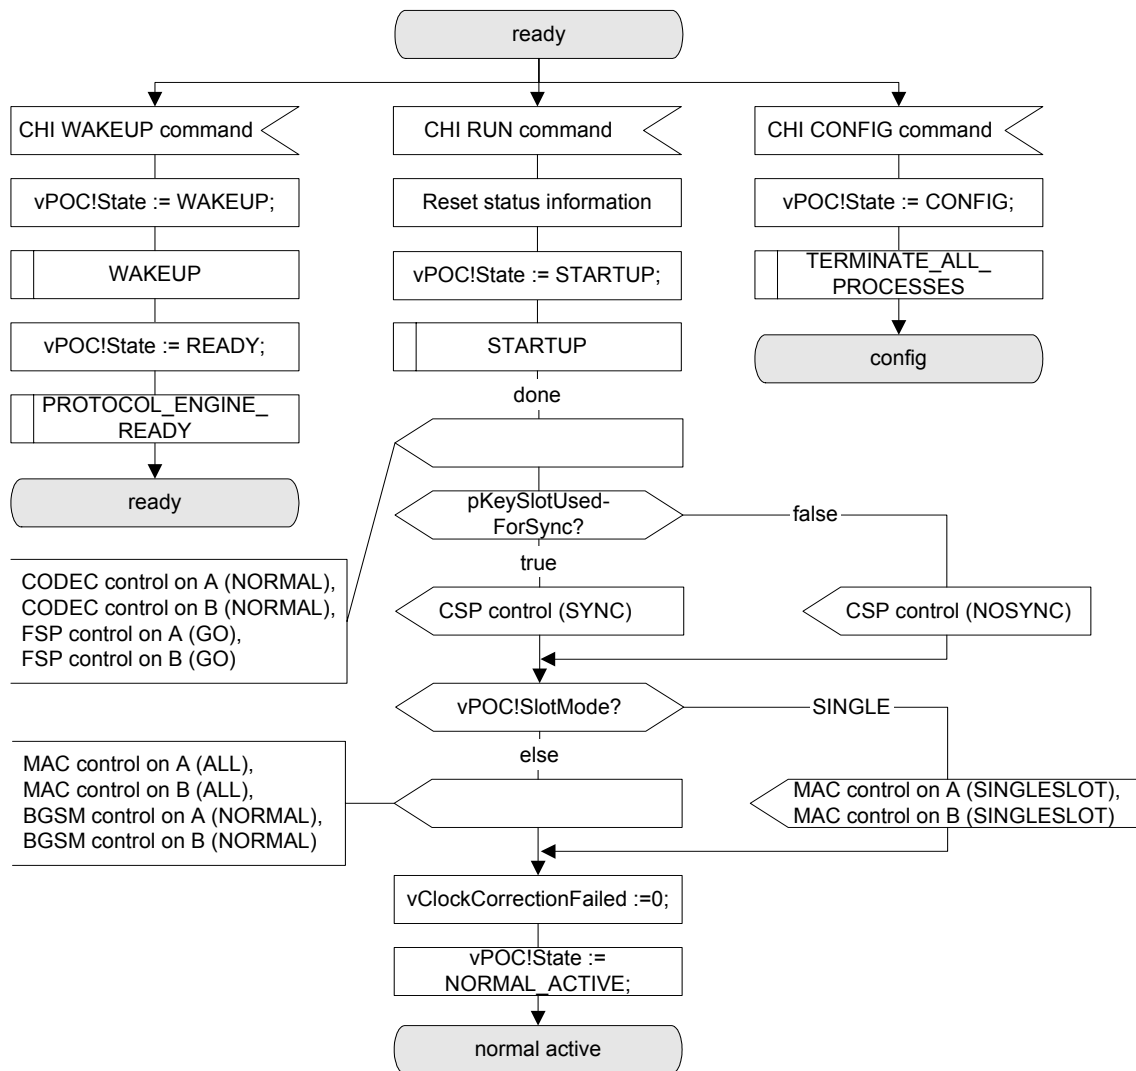 ready
CHI WAKEUP command
CHI RUN command
CHI CONFIG command
vPOC!State := WAKEUP;
Reset status information
vPOC!State := CONFIG;
WAKEUP
vPOC!State := STARTUP;
TERMINATE_ALL_
PROCESSES
vPOC!State := READY;
STARTUP
config
done
PROTOCOL_ENGINE_
READY
ready
pKeySlotUsed-
ForSync?
false
true
CODEC control on A (NORMAL),
CODEC control on B (NORMAL),
FSP control on A (GO),
FSP control on B (GO)
CSP control (SYNC)
CSP control (NOSYNC)
vPOC!SlotMode?
SINGLE
else
MAC control on A (ALL),
MAC control on B (ALL),
BGSM control on A (NORMAL),
BGSM control on B (NORMAL)
MAC control on A (SINGLESLOT),
MAC control on B (SINGLESLOT)
vClockCorrectionFailed :=0;
vPOC!State :=
NORMAL_ACTIVE;
normal active